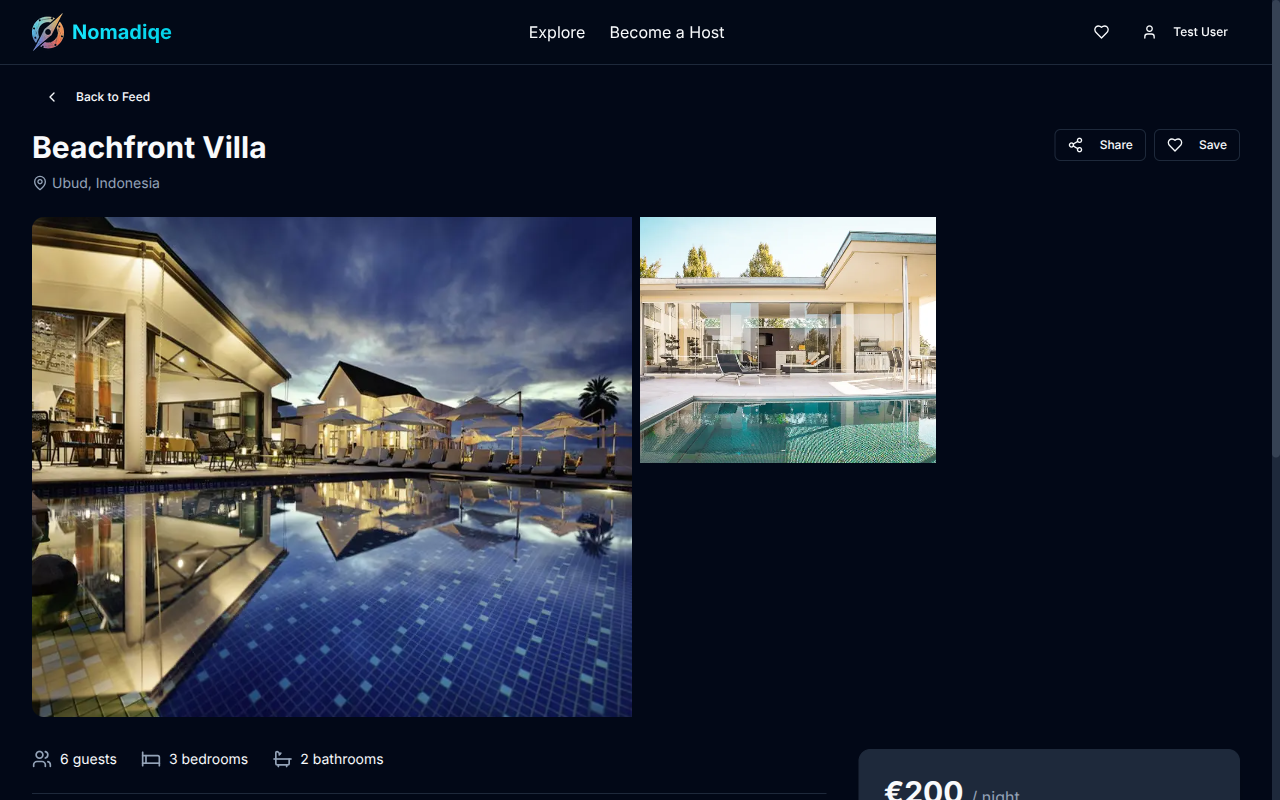 Nomadiqe
Explore
Become a Host
Test User
Back to Feed
Beachfront Villa
Share
Save
Ubud, Indonesia
6 guests
3 bedrooms
2 bathrooms
€200 / night